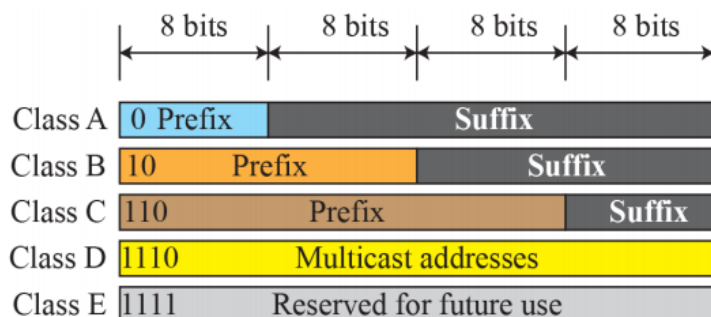 8 bits 8 bits 8 bits 8 bits
Class A 0 Prefix Suffix
Class B 10 Prefix Suffix
Class C 110 Prefix Suffix
Class D 1110 Multicast addresses
Class E 1111 Reserved for future use